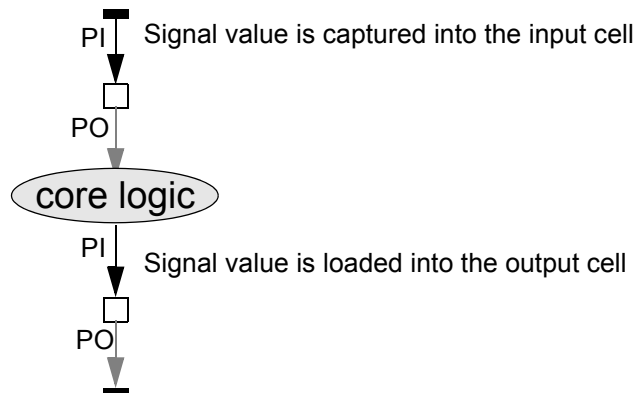 PI
Signal value is captured into the input cell
PO
core logic
PI
Signal value is loaded into the output cell
PO